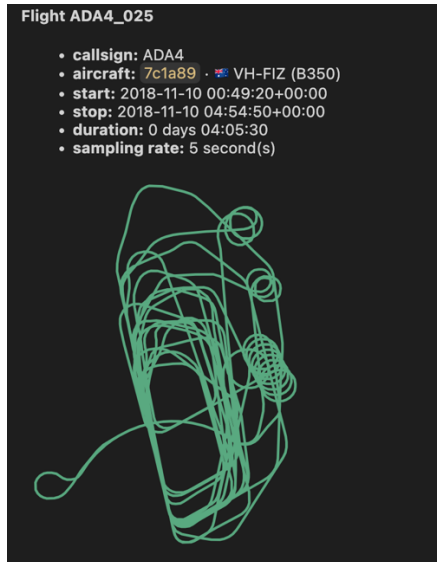 Flight ADA4_025
• callsign: ADA4
• aircraft: 7c1a89 · 🇦🇺 VH-FIZ (B350)
• start: 2018-11-10 00:49:20+00:00
• stop: 2018-11-10 04:54:50+00:00
• duration: 0 days 04:05:30
• sampling rate: 5 second(s)